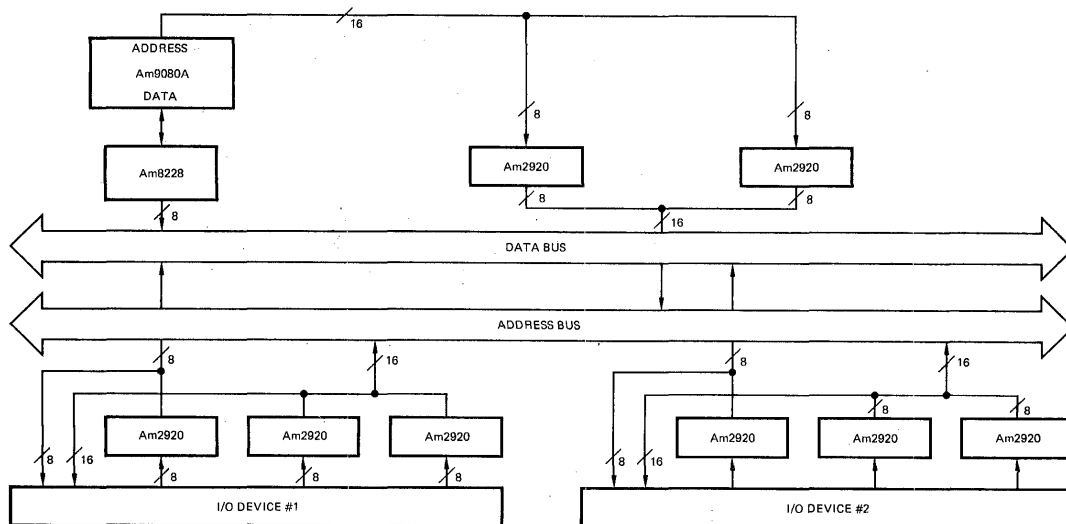 16
ADDRESS
Am9080A
DATA
8
8
Am8228
Am2920
Am2920
8
8
8
16
DATA BUS
ADDRESS BUS
8
16
8
16
8
8
Am2920
Am2920
Am2920
Am2920
Am2920
Am2920
8
16
8
16
8
8
8
I/O DEVICE #1
I/O DEVICE #2